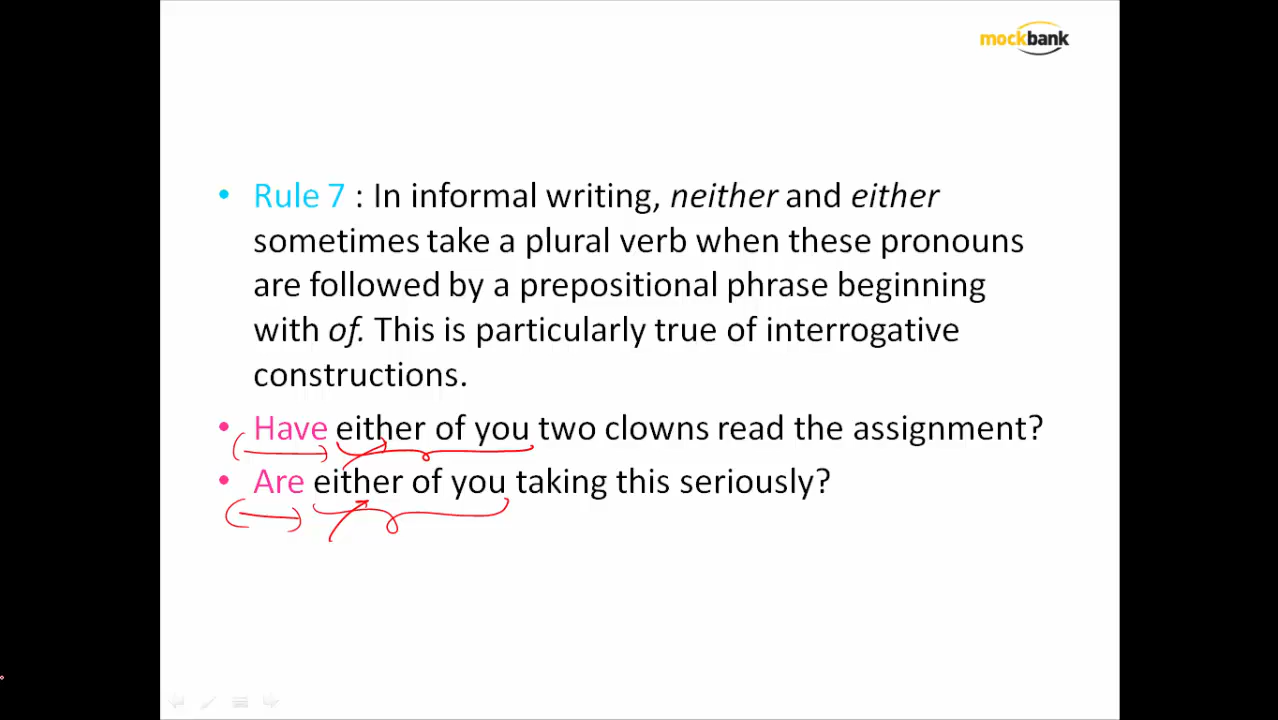 mockbank
• Rule 7 : In informal writing, neither and either
sometimes take a plural verb when these pronouns
are followed by a prepositional phrase beginning
with of. This is particularly true of interrogative
constructions.
• Have either of you two clowns read the assignment?
• Are either of you taking this seriously?